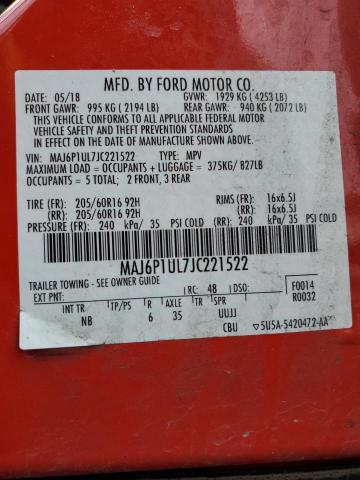 MFD. BY FORD MOTOR CO.
DATE: 05/18 GVWR: 1929 KG ( 4253 LB)
FRONT GAWR: 995 KG ( 2194 LB) REAR GAWR: 940 KG ( 2072 LB)
THIS VEHICLE CONFORMS TO ALL APPLICABLE FEDERAL MOTOR
VEHICLE SAFETY AND BUMPER STANDARDS
IN EFFECT ON THE DATE OF MANUFACTURE SHOWN ABOVE.
VIN: MAJ6P1UL7JC221522 TYPE: MPV
MAXIMUM LOAD = OCCUPANTS + LUGGAGE = 375KG/ 827LB
OCCUPANTS = 5 TOTAL; 2 FRONT, 3 REAR
TIRE (FR): 205/60R16 92H RIMS (FR): 16x6.5J
(RR): 205/60R16 92H (RR): 16x6.5J
PRESSURE (FR): 240 kPa/ 35 PSI COLD (RR): 240 kPa/ 35 PSI COLD
MAJ6P1UL7JC221522
TRAILER TOWING - SEE OWNER GUIDE
EXT PNT: RC: 48 DSO: F0014
R0032
INT TR TP/PS R AXLE TR SPR
NB 6 35 UUJJ
CBU ▽5U5A-5420472-AA